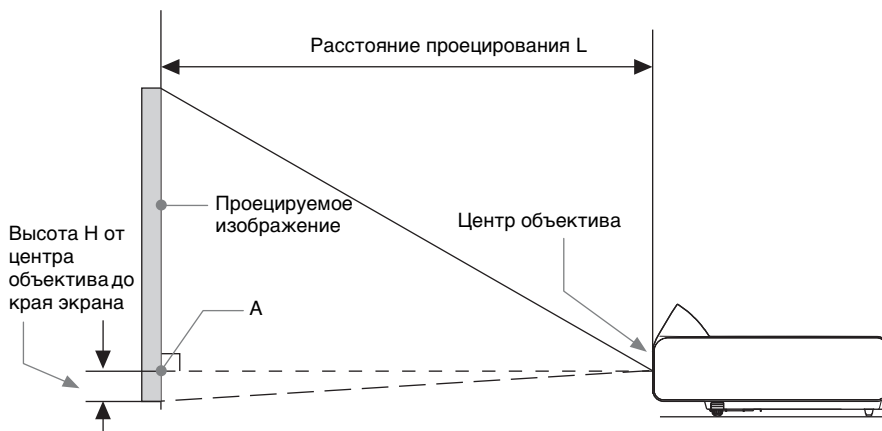 Расстояние проецирования L
Проецируемое
изображение
Центр объектива
Высота H от
центра
объектива до
края экрана
A